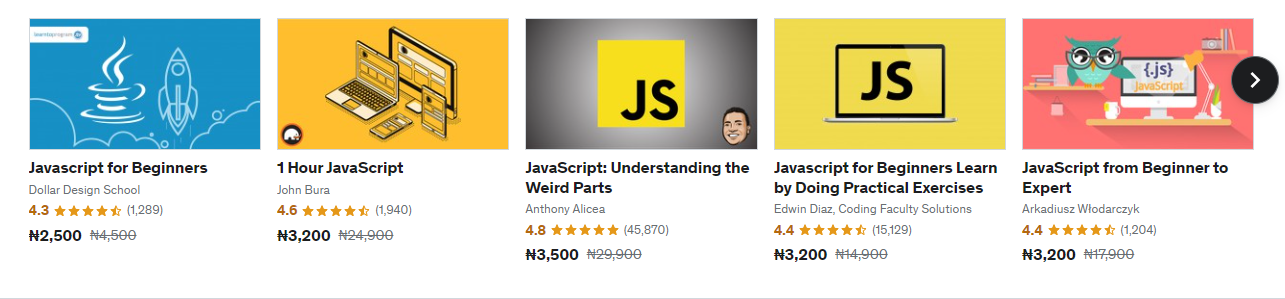 learntoprogram
JS
JS
{.js}
JavaScript
Javascript for Beginners
Dollar Design School
4.3 (1,289)
₦2,500 ₦4,500
1 Hour JavaScript
John Bura
4.6 (1,940)
₦3,200 ₦24,900
JavaScript: Understanding the
Weird Parts
Anthony Alicea
4.8 (45,870)
₦3,500 ₦29,900
Javascript for Beginners Learn
by Doing Practical Exercises
Edwin Diaz, Coding Faculty Solutions
4.4 (15,129)
₦3,200 ₦14,900
JavaScript from Beginner to
Expert
Arkadiusz Włodarczyk
4.4 (1,204)
₦3,200 ₦17,900